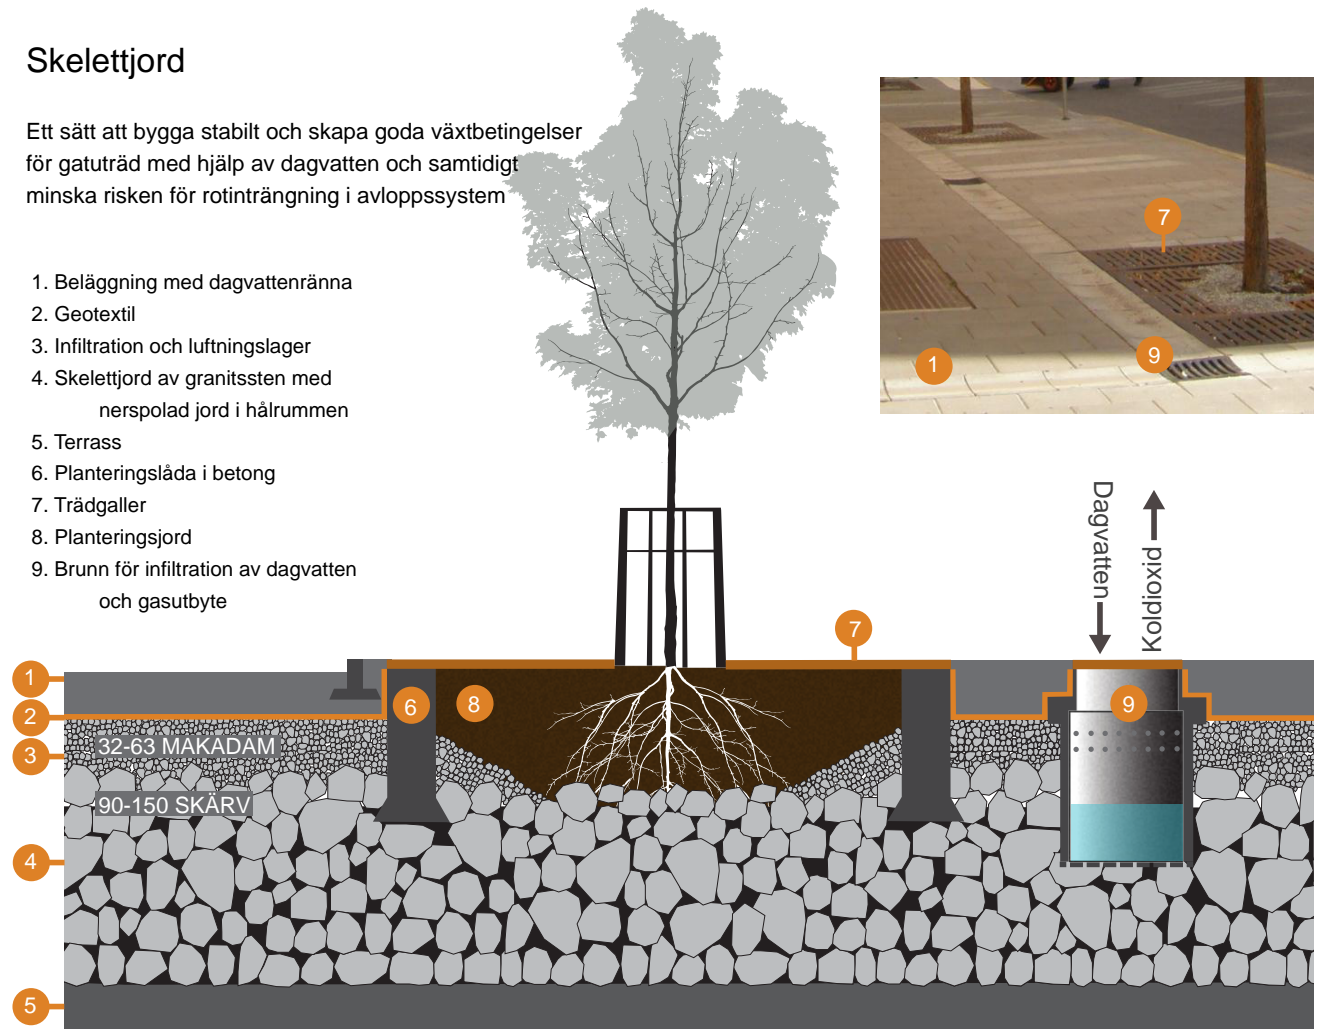 Skelettjord
Ett sätt att bygga stabilt och skapa goda växtbetingelser
för gatuträd med hjälp av dagvatten och samtidigt
minska risken för rotinträngning i avloppssystem
1. Beläggning med dagvattenränna
2. Geotextil
3. Infiltration och luftningslager
4. Skelettjord av granitssten med
nerspolad jord i hålrummen
5. Terrass
6. Planteringslåda i betong
7. Trädgaller
8. Planteringsjord
9. Brunn för infiltration av dagvatten
och gasutbyte
7
9
1
Dagvatten
Koldioxid
7
1
2
3
4
5
6
8
9
32-63 MAKADAM
90-150 SKÄRV